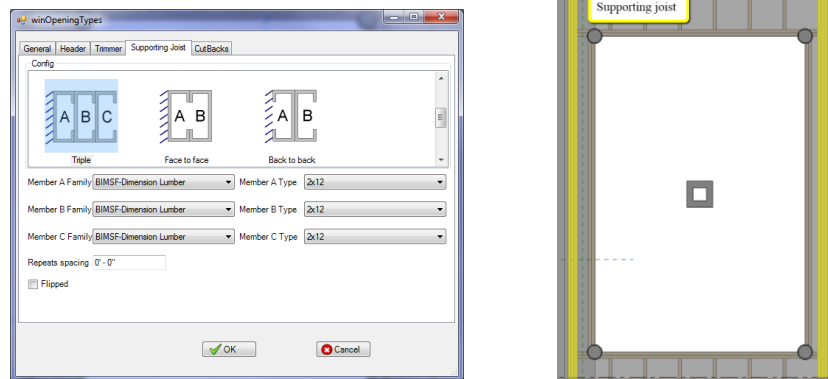 winOpeningTypes
General Header Trimmer Supporting Joist CutBacks
Config
A B C
A B
A B
Triple Face to face Back to back
Member A Family BIMSF-Dimension Lumber Member A Type 2x12
Member B Family BIMSF-Dimension Lumber Member B Type 2x12
Member C Family BIMSF-Dimension Lumber Member C Type 2x12
Repeats spacing 0' - 0"
Flipped
OK Cancel
Supporting joist